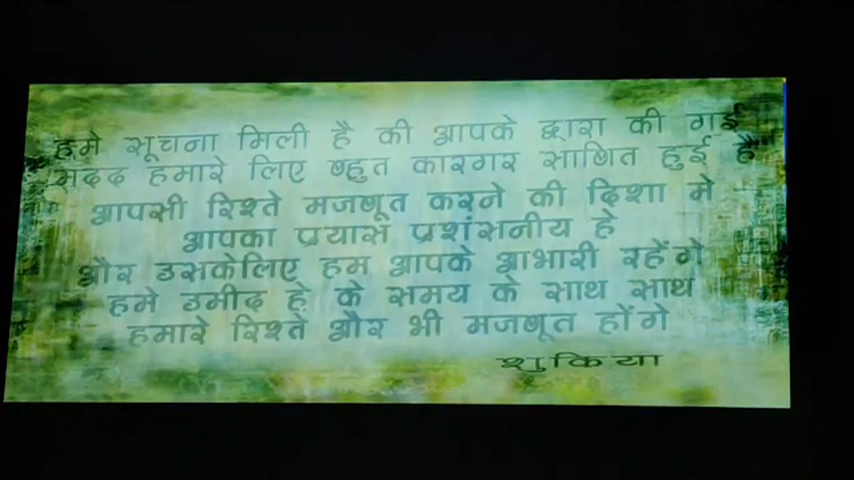 हमे सूचना मिली है की आपके द्वारा की गई
मदद हमारे लिए बहुत कारगर साबित हुई है
आपसी रिश्ते मजबूत करने की दिशा मे
आपका प्रयास प्रशंसनीय हे
और उसकेलिए हम आपके आभारी रहेंगे
हमे उमीद हे के समय के साथ साथ
हमारे रिश्ते और भी मजबूत होंगे
शुकिया